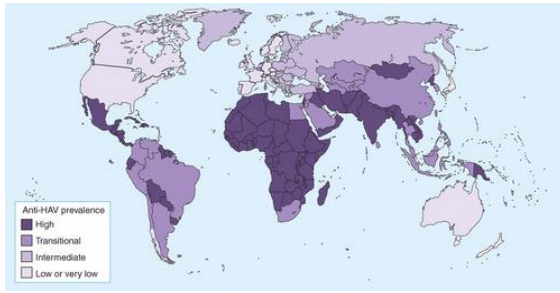 Anti-HAV prevalence
High
Transitional
Intermediate
Low or very low